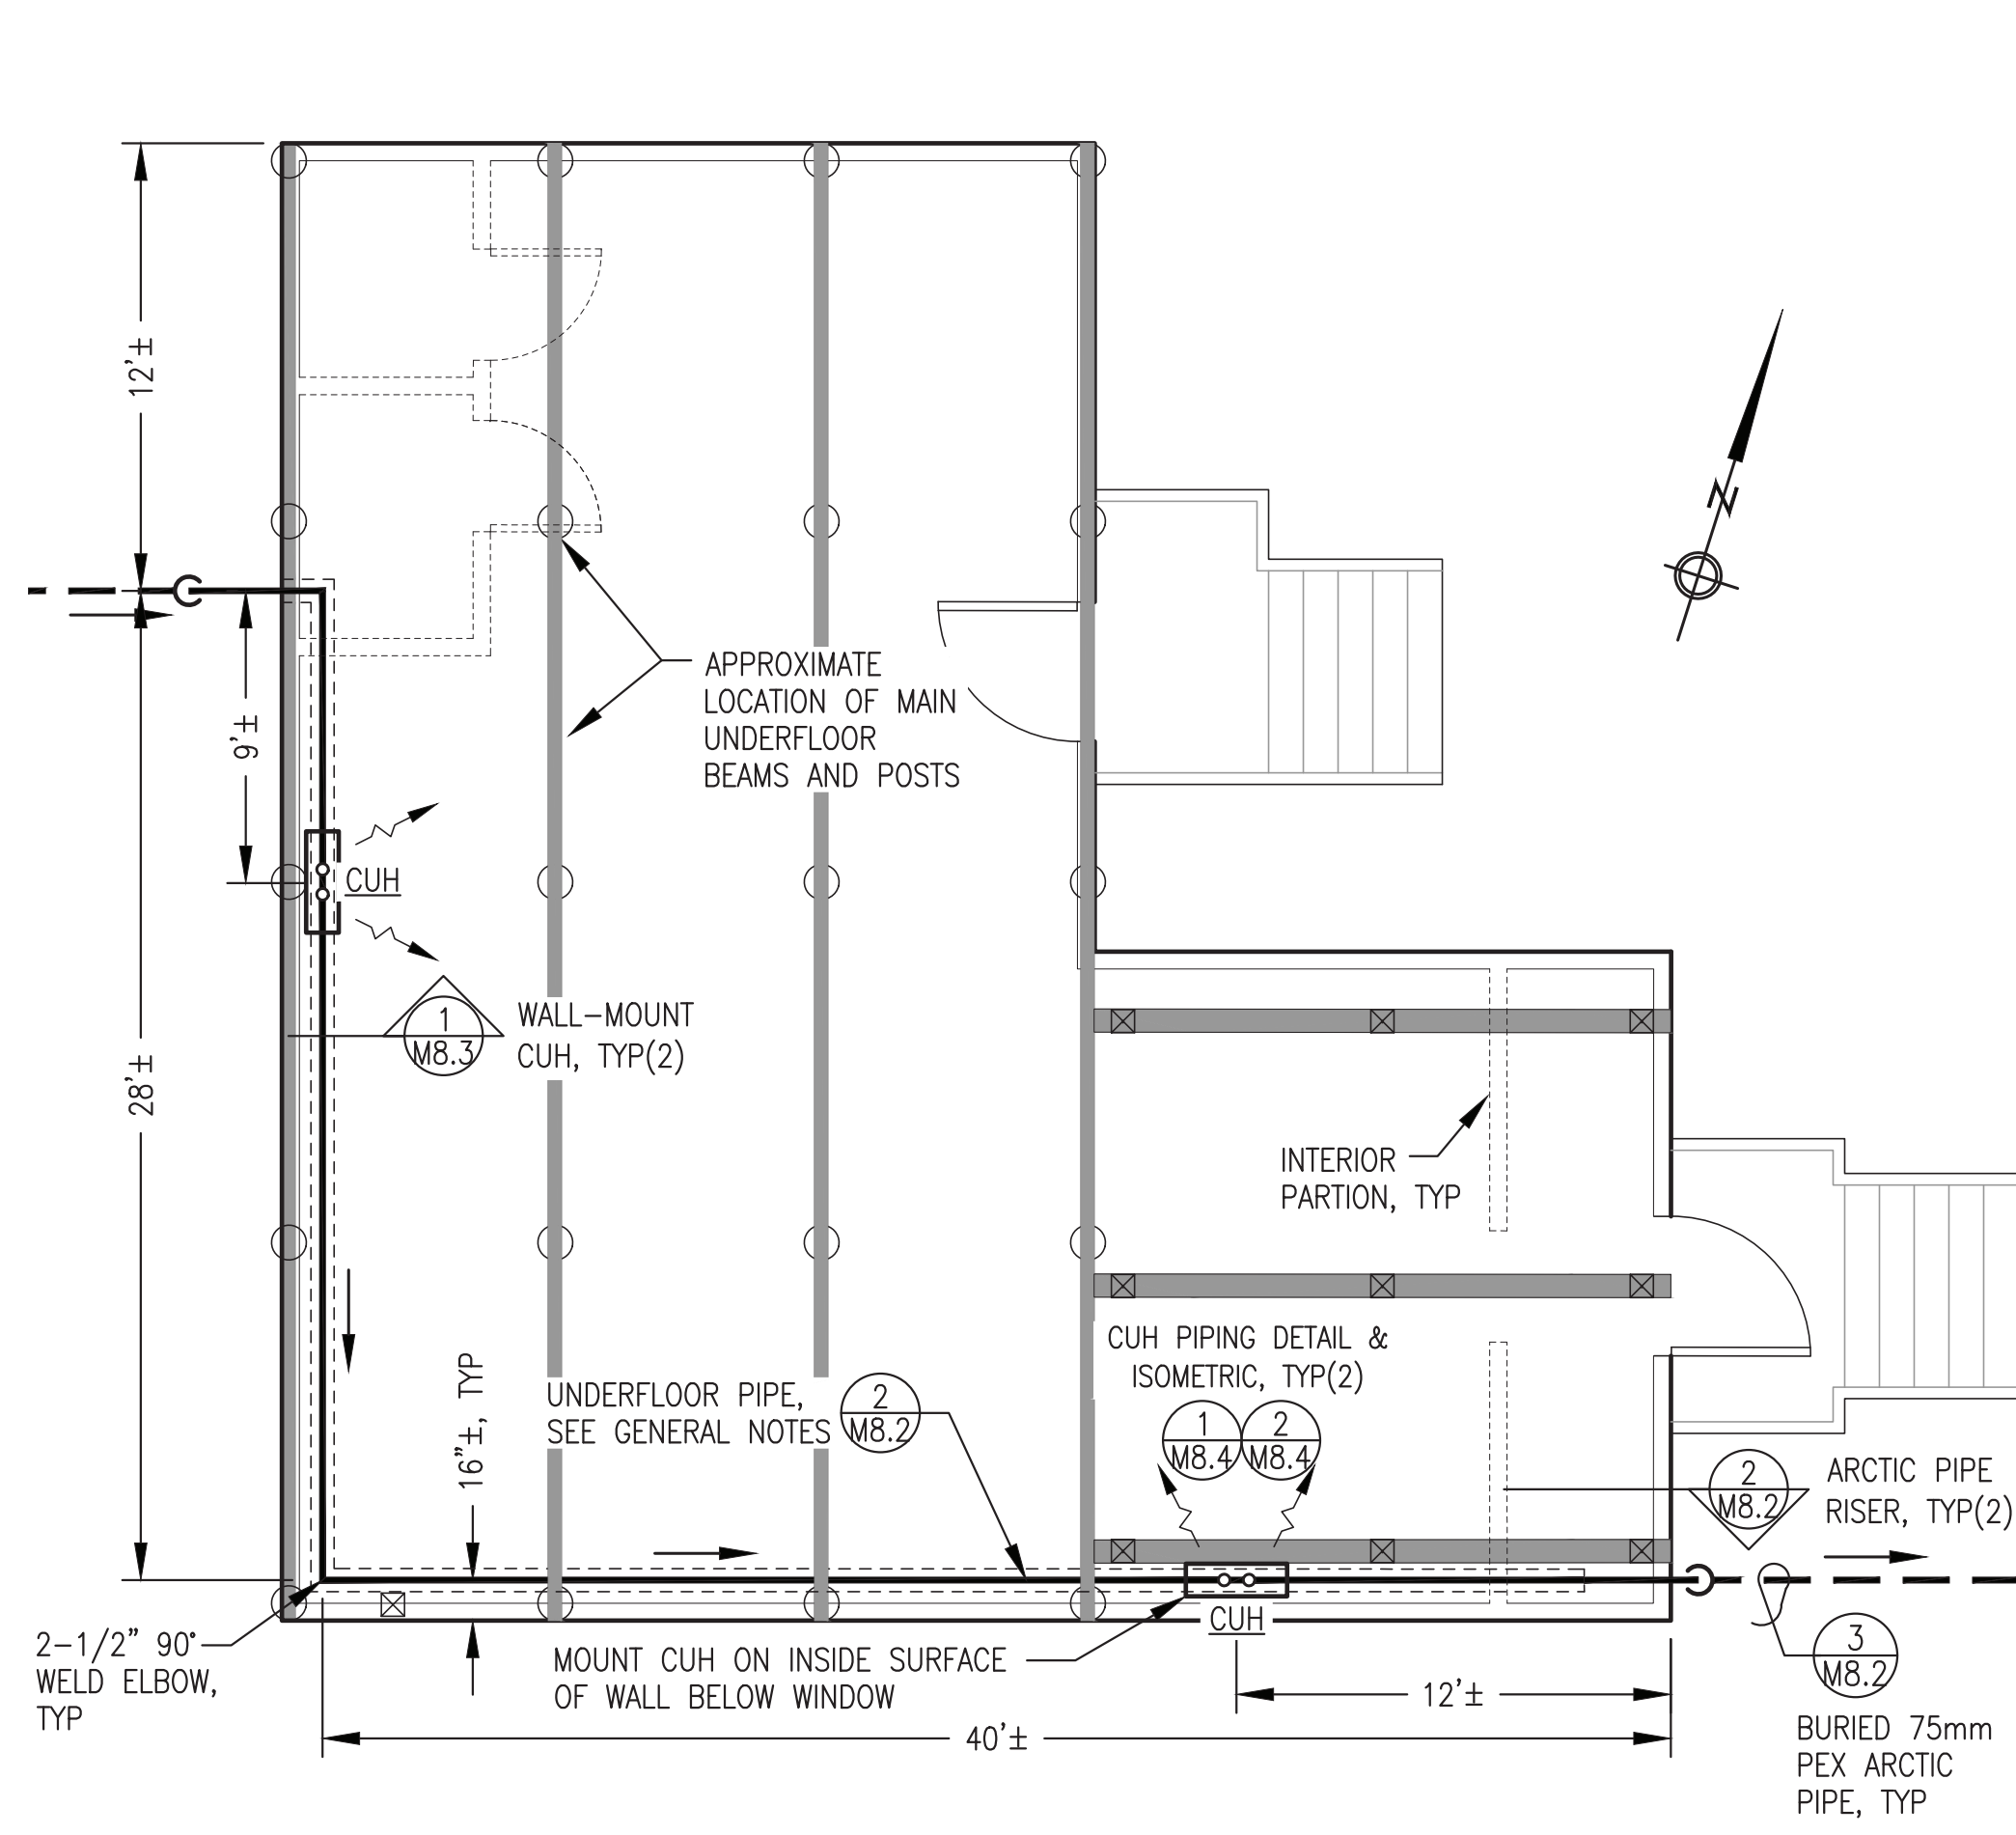 12'±
N
9'±
APPROXIMATE
LOCATION OF MAIN
UNDERFLOOR
BEAMS AND POSTS
CUH
1
M8.3
WALL-MOUNT
CUH, TYP(2)
28'±
INTERIOR
PARTION, TYP
CUH PIPING DETAIL &
ISOMETRIC, TYP(2)
1
M8.4
2
M8.4
16"±, TYP
UNDERFLOOR PIPE,
SEE GENERAL NOTES
2
M8.2
2
M8.2
ARCTIC PIPE
RISER, TYP(2)
2-1/2" 90°
WELD ELBOW,
TYP
MOUNT CUH ON INSIDE SURFACE
OF WALL BELOW WINDOW
CUH
12'±
40'±
3
M8.2
BURIED 75mm
PEX ARCTIC
PIPE, TYP